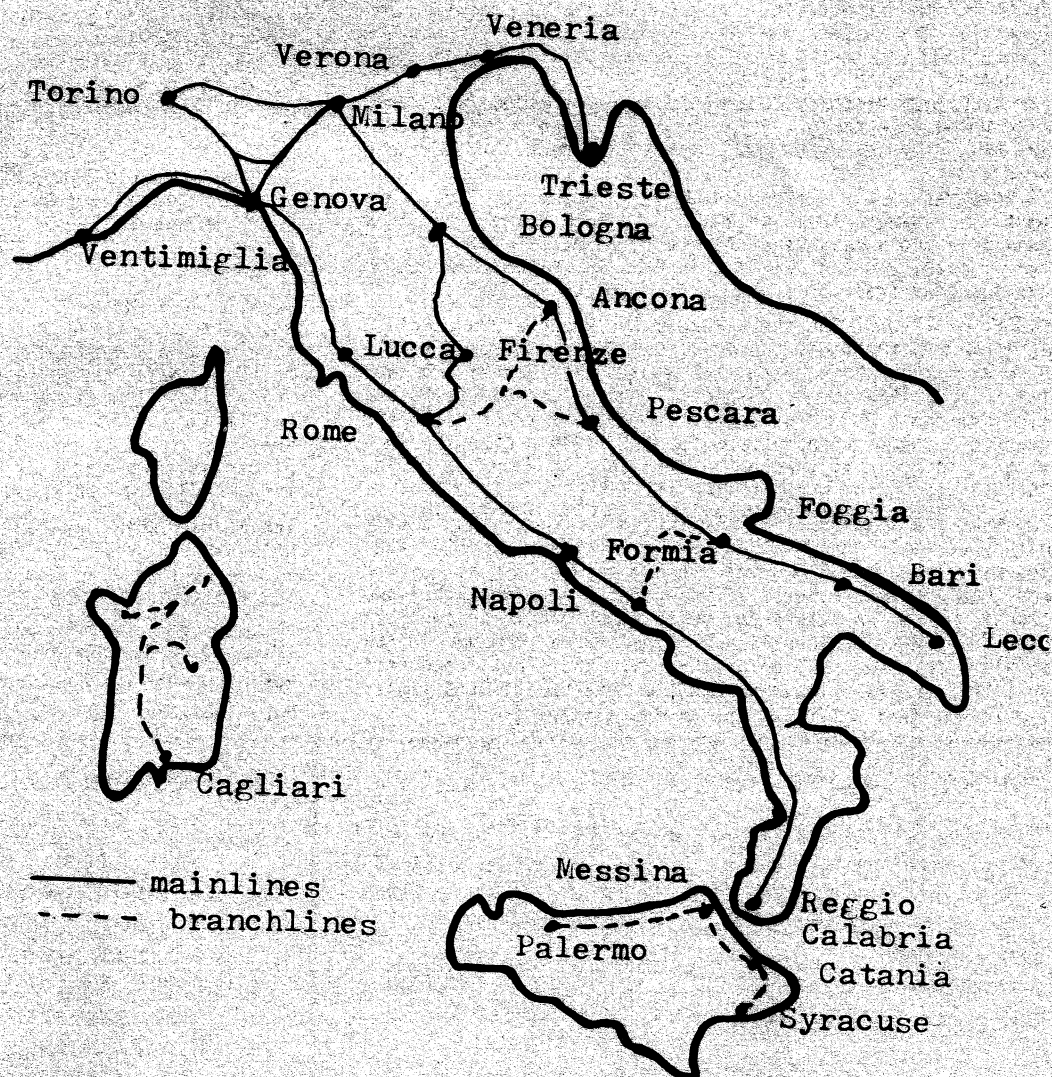 Veneria
Verona
Torino
Milano
Trieste
Genova
Bologna
Ventimiglia
Ancona
Lucca
Firenze
Pescara
Rome
Foggia
Formia
Bari
Napoli
Lecc
Cagliari
Messina
mainlines
Reggio
Calabria
branchlines
Palermo
Catania
Syracuse